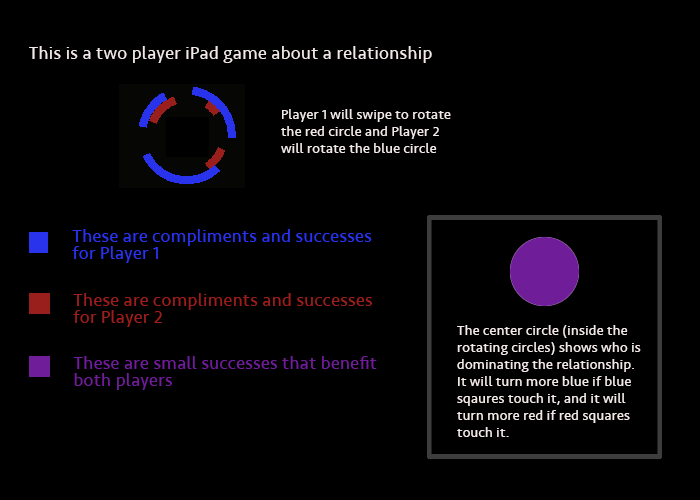 This is a two player iPad game about a relationship
Player 1 will swipe to rotate
the red circle and Player 2
will rotate the blue circle
These are compliments and successes
for Player 1
These are compliments and successes
for Player 2
These are small successes that benefit
both players
The center circle (inside the
rotating circles) shows who is
dominating the relationship.
It will turn more blue if blue
sqaures touch it, and it will
turn more red if red squares
touch it.